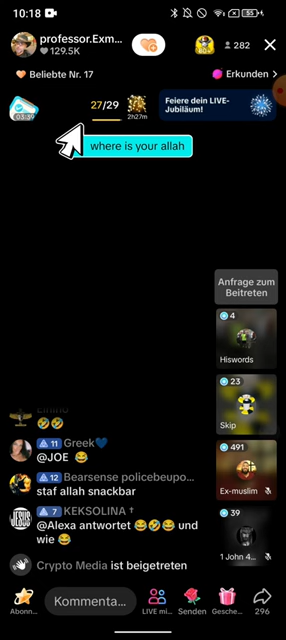 10:18
55
professor.Exm...
129.5K
282
Beliebte Nr. 17
Erkunden
03:39
27/29
2h27m
Feiere dein LIVE-
Jubiläum!
where is your allah
Anfrage zum
Beitreten
4
Hiswords
23
Skip
491
Ex-muslim
39
1 John 4...
11 Greek
@JOE
12 Bearsense policebeupo...
staf allah snackbar
7 KEKSOLINA †
@Alexa antwortet und
wie
Crypto Media ist beigetreten
Abonn...
Kommenta...
LIVE mi...
Senden
Gesche...
296